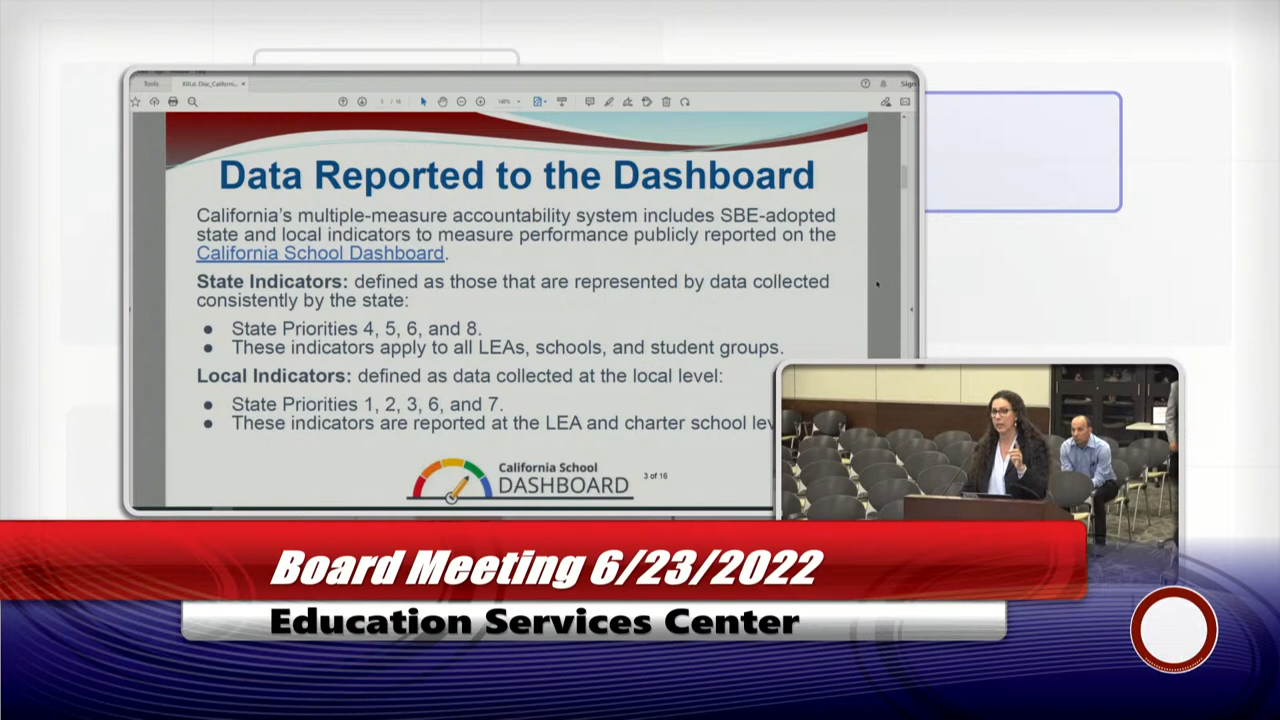 Tools
Sign
3 / 16
146%
Data Reported to the Dashboard
California's multiple-measure accountability system includes SBE-adopted
state and local indicators to measure performance publicly reported on the
California School Dashboard.
State Indicators: defined as those that are represented by data collected
consistently by the state:
● State Priorities 4, 5, 6, and 8.
● These indicators apply to all LEAs, schools, and student groups.
Local Indicators: defined as data collected at the local level:
● State Priorities 1, 2, 3, 6, and 7.
● These indicators are reported at the LEA and charter school lev
California School
DASHBOARD
3 of 16
Board Meeting 6/23/2022
Education Services Center